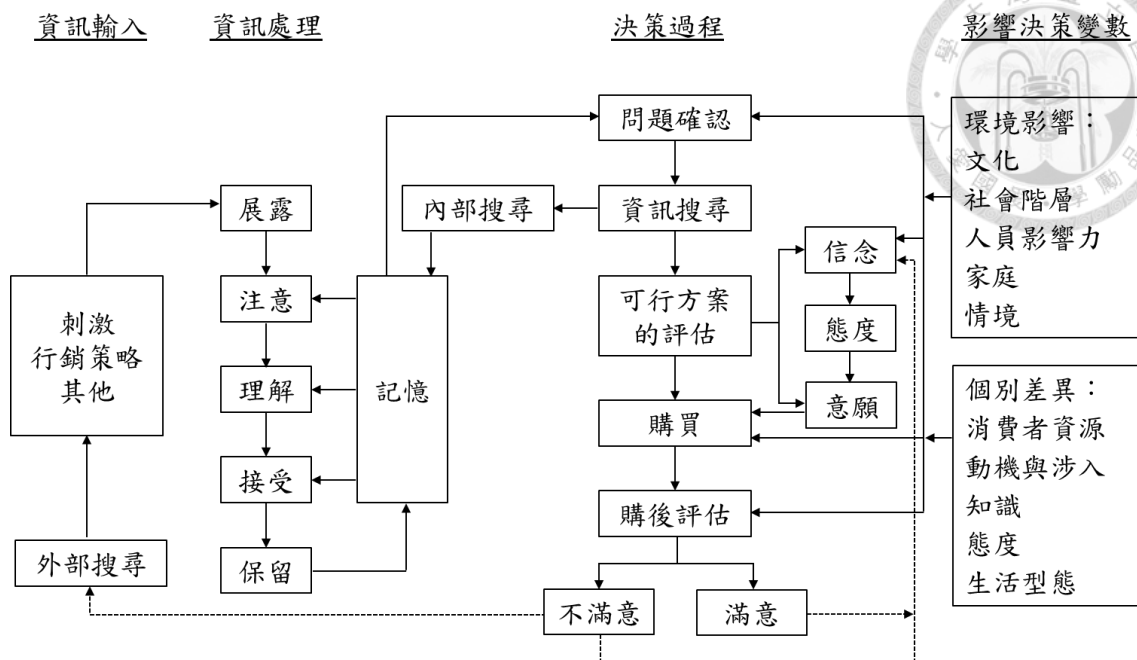 資訊輸入
資訊處理
決策過程
影響決策變數
問題確認
展露
內部搜尋
資訊搜尋
信念
注意
可行方案
的評估
態度
刺激
行銷策略
其他
理解
記憶
購買
意願
接受
購後評估
外部搜尋
保留
不滿意
滿意
環境影響：
文化
社會階層
人員影響力
家庭
情境
個別差異：
消費者資源
動機與涉入
知識
態度
生活型態